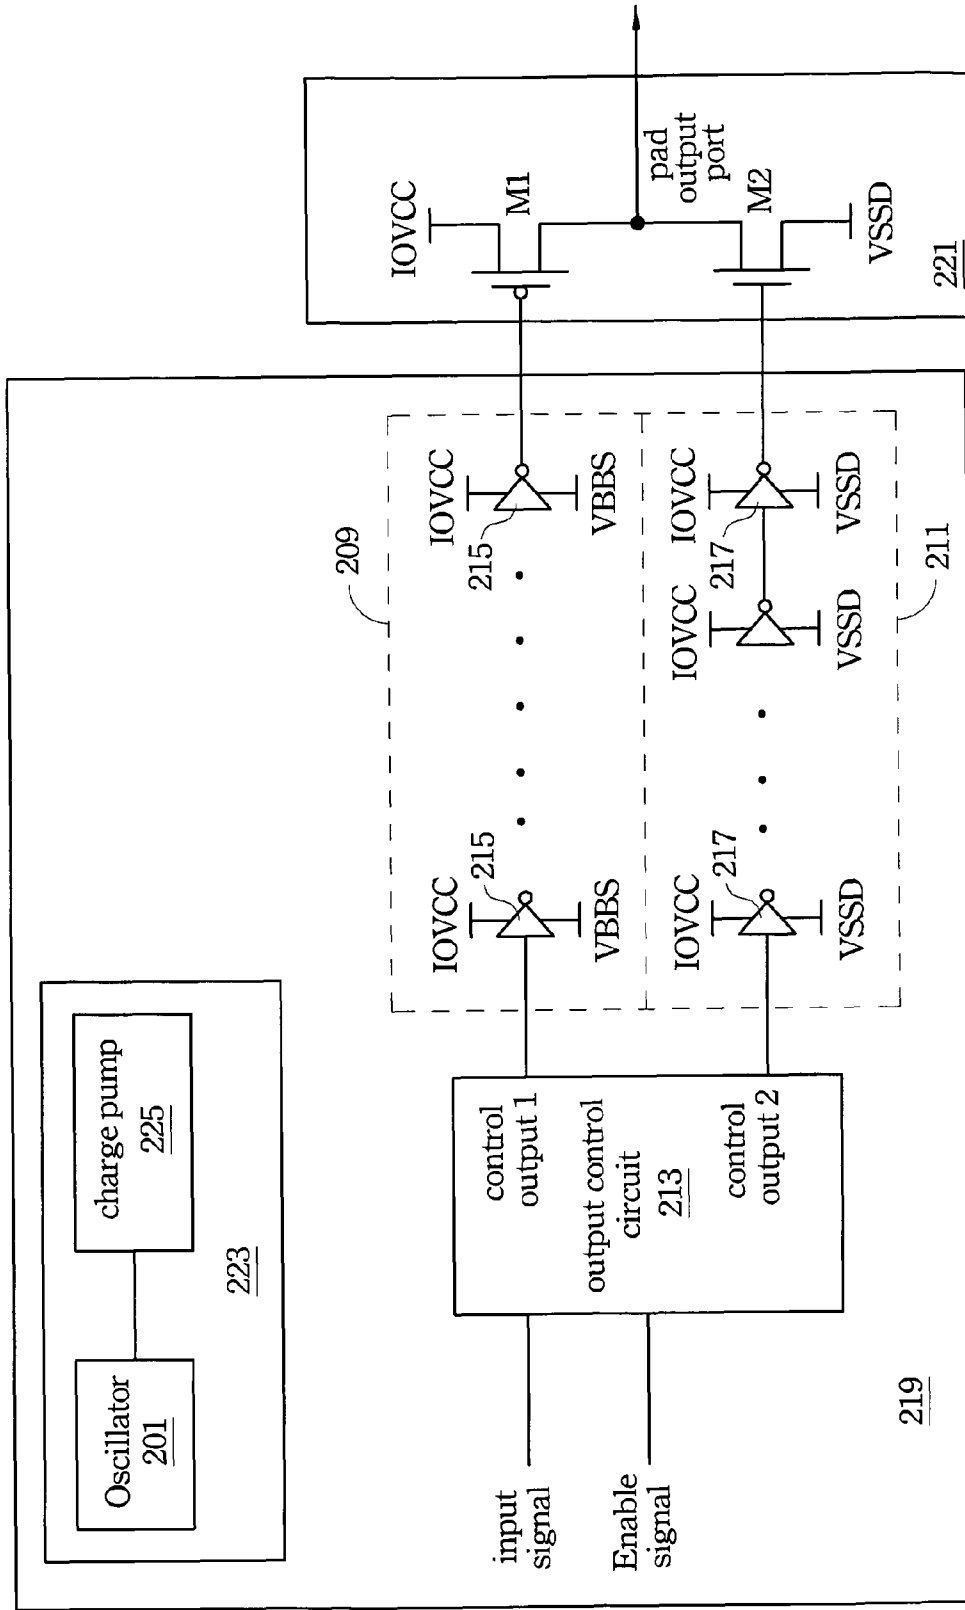 Oscillator
201
charge pump
225
223
input
signal
Enable
signal
control
output 1
output control
circuit
213
control
output 2
209
IOVCC
215
VBBS
IOVCC
215
VBBS
IOVCC
217
VSSD
IOVCC
VSSD
IOVCC
217
VSSD
211
219
IOVCC
M1
pad
output
port
M2
VSSD
221